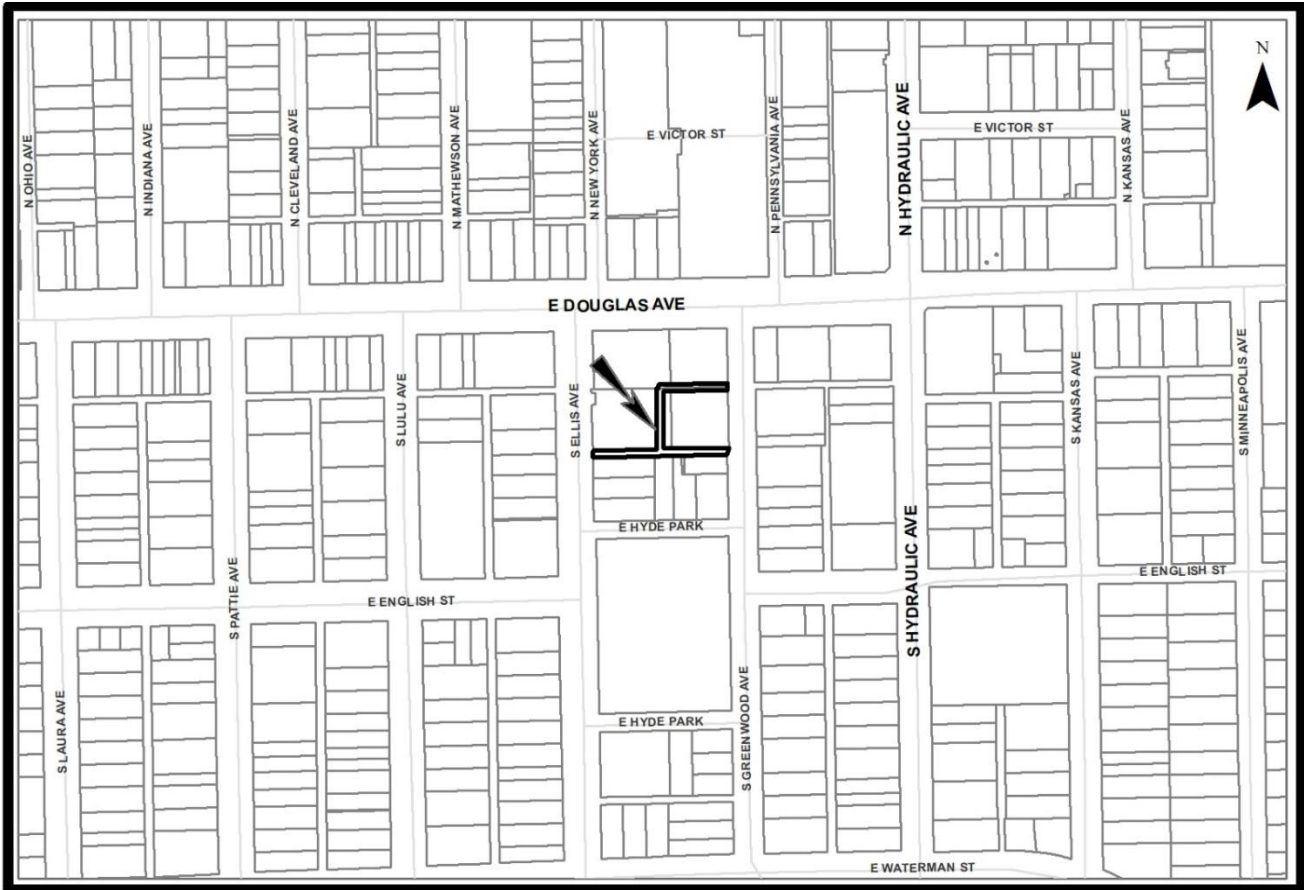 N
N OHIO AVE
N INDIANA AVE
N CLEVELAND AVE
N MATHEWSON AVE
N NEW YORK AVE
E VICTOR ST
N PENNSYLVANIA AVE
N HYDRAULIC AVE
E VICTOR ST
N KANSAS AVE
E DOUGLAS AVE
S LULU AVE
S ELLIS AVE
S KANSAS AVE
S MINNEAPOLIS AVE
E HYDE PARK
S PATTIE AVE
E ENGLISH ST
S HYDRAULIC AVE
E ENGLISH ST
S LAURA AVE
E HYDE PARK
S GREENWOOD AVE
E WATERMAN ST